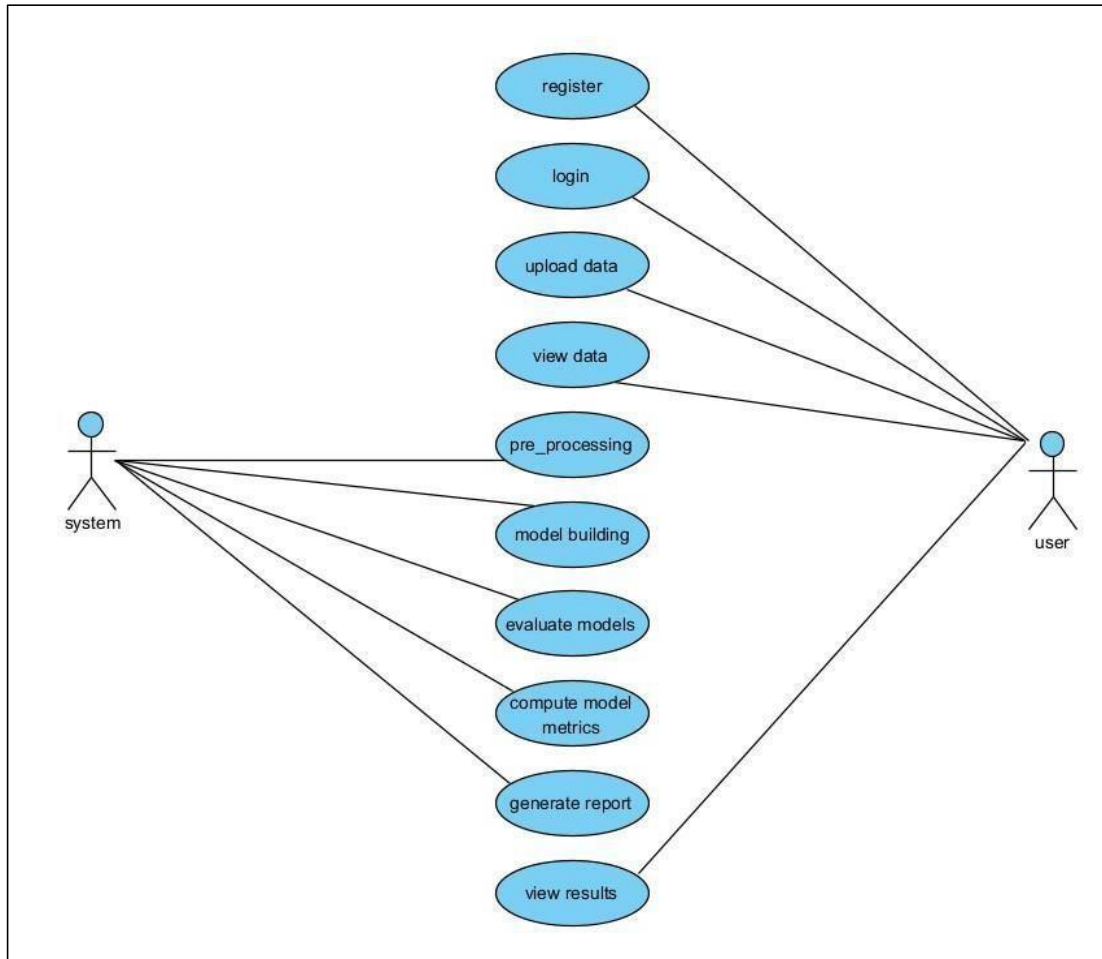 register
login
upload data
view data
pre_processing
system
model building
user
evaluate models
compute model
metrics
generate report
view results